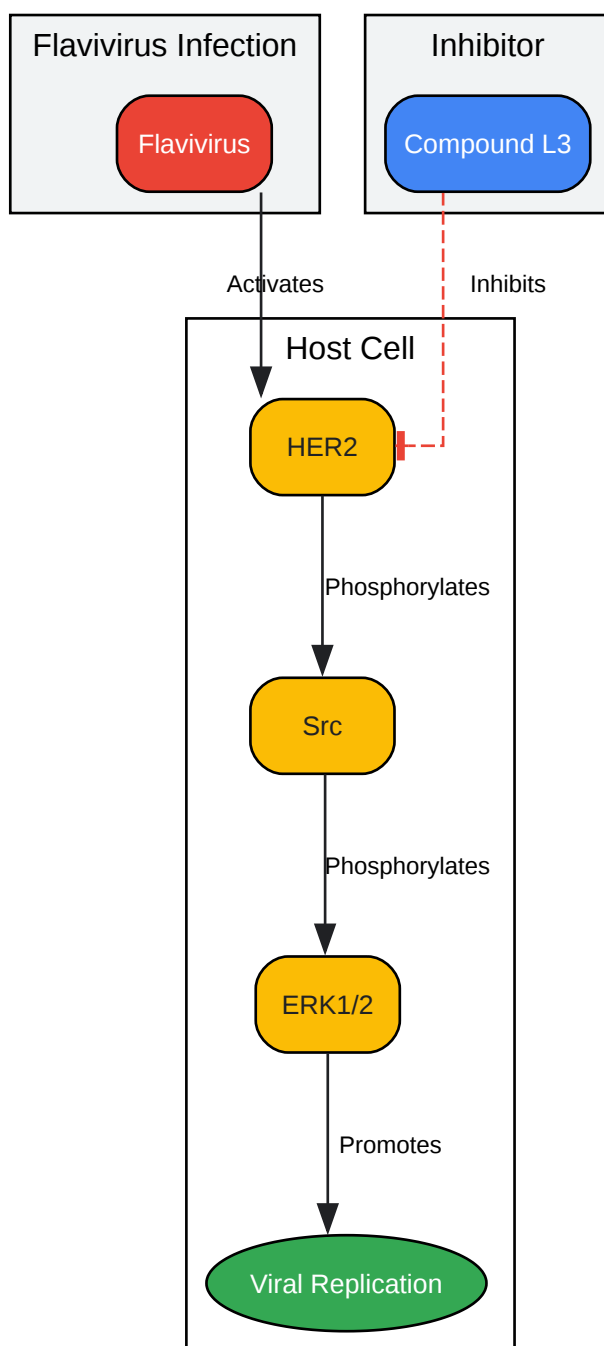 Flavivirus Infection
Inhibitor
Flavivirus
Compound L3
Activates
Inhibits
Host Cell
HER2
Phosphorylates
Src
Phosphorylates
ERK1/2
Promotes
Viral Replication